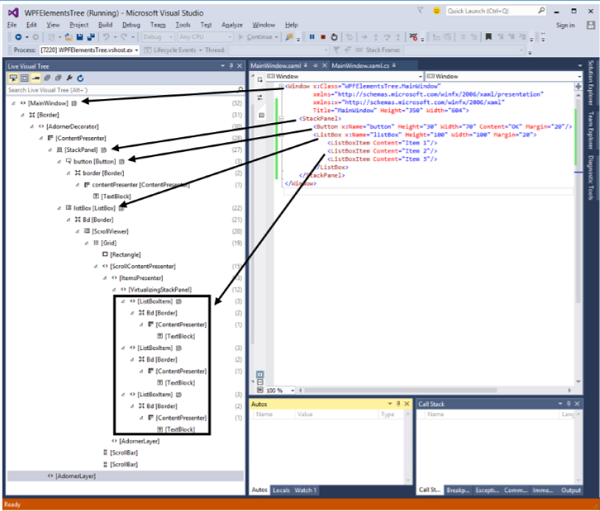 WPFElementsTree (Running) - Microsoft Visual Studio
File Edit View Project Build Debug Team Tools Test Analyze Window Help
Sign in
Debug Any CPU Continue
Process: [7220] WPFElementsTree.vshost.ex Lifecycle Events Thread: Stack Frame:
Live Visual Tree
Search Live Visual Tree (Alt+`)
[MainWindow] (32)
[Border] (31)
[AdornerDecorator]
[ContentPresenter] (28)
[StackPanel] (27)
button [Button]
border [Border] (2)
contentPresenter [ContentPresenter]
[TextBlock]
listBox [ListBox] (22)
Bd [Border] (21)
[ScrollViewer] (20)
[Grid] (19)
[Rectangle]
[ScrollContentPresenter]
[ItemsPresenter]
[VirtualizingStackPanel] (12)
[ListBoxItem] (3)
Bd [Border] (2)
[ContentPresenter] (1)
[TextBlock]
[ListBoxItem] (3)
Bd [Border] (2)
[ContentPresenter] (1)
[TextBlock]
[ListBoxItem] (3)
Bd [Border] (2)
[ContentPresenter] (1)
[TextBlock]
[AdornerLayer]
[ScrollBar]
[ScrollBar]
[AdornerLayer]
MainWindow.xaml MainWindow.xaml.cs
Window Window
<Window x:Class="WPFElementsTree.MainWindow"
xmlns="http://schemas.microsoft.com/winfx/2006/xaml/presentation"
xmlns:x="http://schemas.microsoft.com/winfx/2006/xaml"
Title="MainWindow" Height="350" Width="604">
<StackPanel>
<Button x:Name="button" Height="30" Width="70" Content="OK" Margin="20"/>
<ListBox x:Name="listBox" Height="100" Width="100" Margin="20">
<ListBoxItem Content="Item 1"/>
<ListBoxItem Content="Item 2"/>
<ListBoxItem Content="Item 3"/>
</ListBox>
</StackPanel>
</Window>
100 %
Autos
Name Value Type
Autos Locals Watch 1
Call Stack
Name Lang
Call St... Breakp... Excepti... Comm... Imme... Output
Solution Explorer
Team Explorer
Diagnostic Tools
Ready